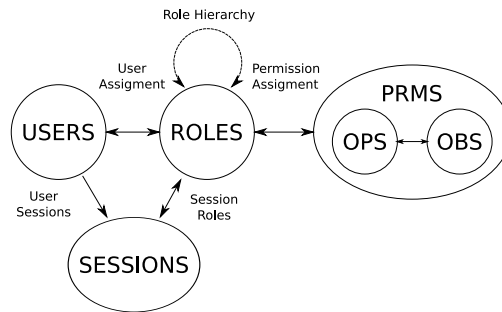 Role Hierarchy
User
Assigment
Permission
Assigment
USERS
ROLES
PRMS
OPS
OBS
User
Sessions
Session
Roles
SESSIONS